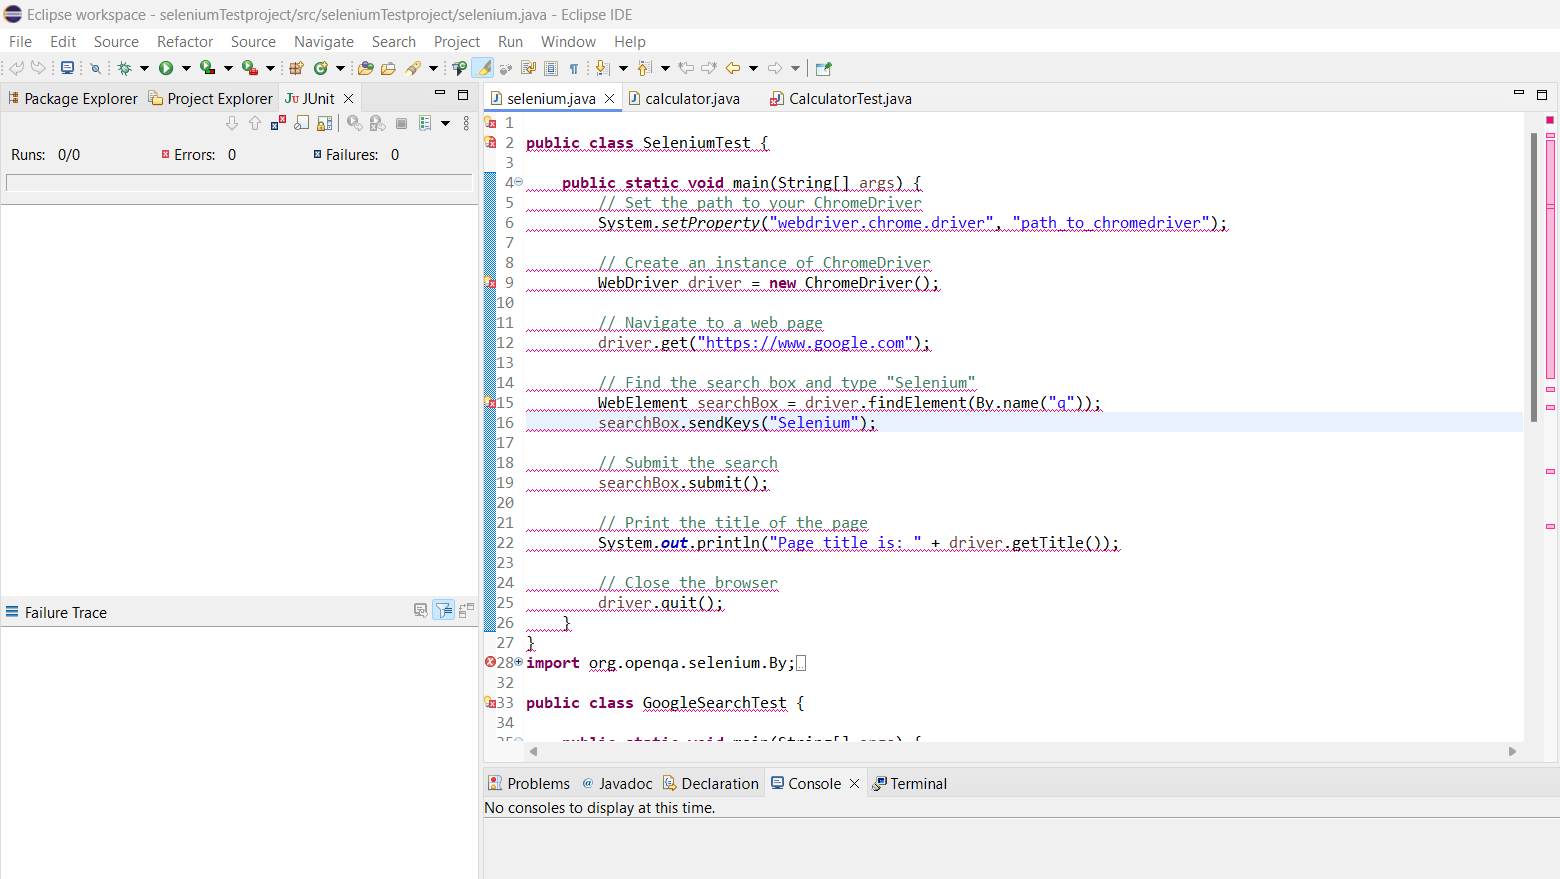 Eclipse workspace - seleniumTestproject/src/seleniumTestproject/selenium.java - Eclipse IDE
File Edit Source Refactor Source Navigate Search Project Run Window Help
Package Explorer Project Explorer JUnit
Runs: 0/0 Errors: 0 Failures: 0
Failure Trace
selenium.java calculator.java CalculatorTest.java
1
2 public class SeleniumTest {
3
4 public static void main(String[] args) {
5 // Set the path to your ChromeDriver
6 System.setProperty("webdriver.chrome.driver", "path_to_chromedriver");
7
8 // Create an instance of ChromeDriver
9 WebDriver driver = new ChromeDriver();
10
11 // Navigate to a web page
12 driver.get("https://www.google.com");
13
14 // Find the search box and type "Selenium"
15 WebElement searchBox = driver.findElement(By.name("q"));
16 searchBox.sendKeys("Selenium");
17
18 // Submit the search
19 searchBox.submit();
20
21 // Print the title of the page
22 System.out.println("Page title is: " + driver.getTitle());
23
24 // Close the browser
25 driver.quit();
26 }
27 }
28 import org.openqa.selenium.By;
32
33 public class GoogleSearchTest {
34
35 public static void main(String[] args) {
Problems Javadoc Declaration Console Terminal
No consoles to display at this time.